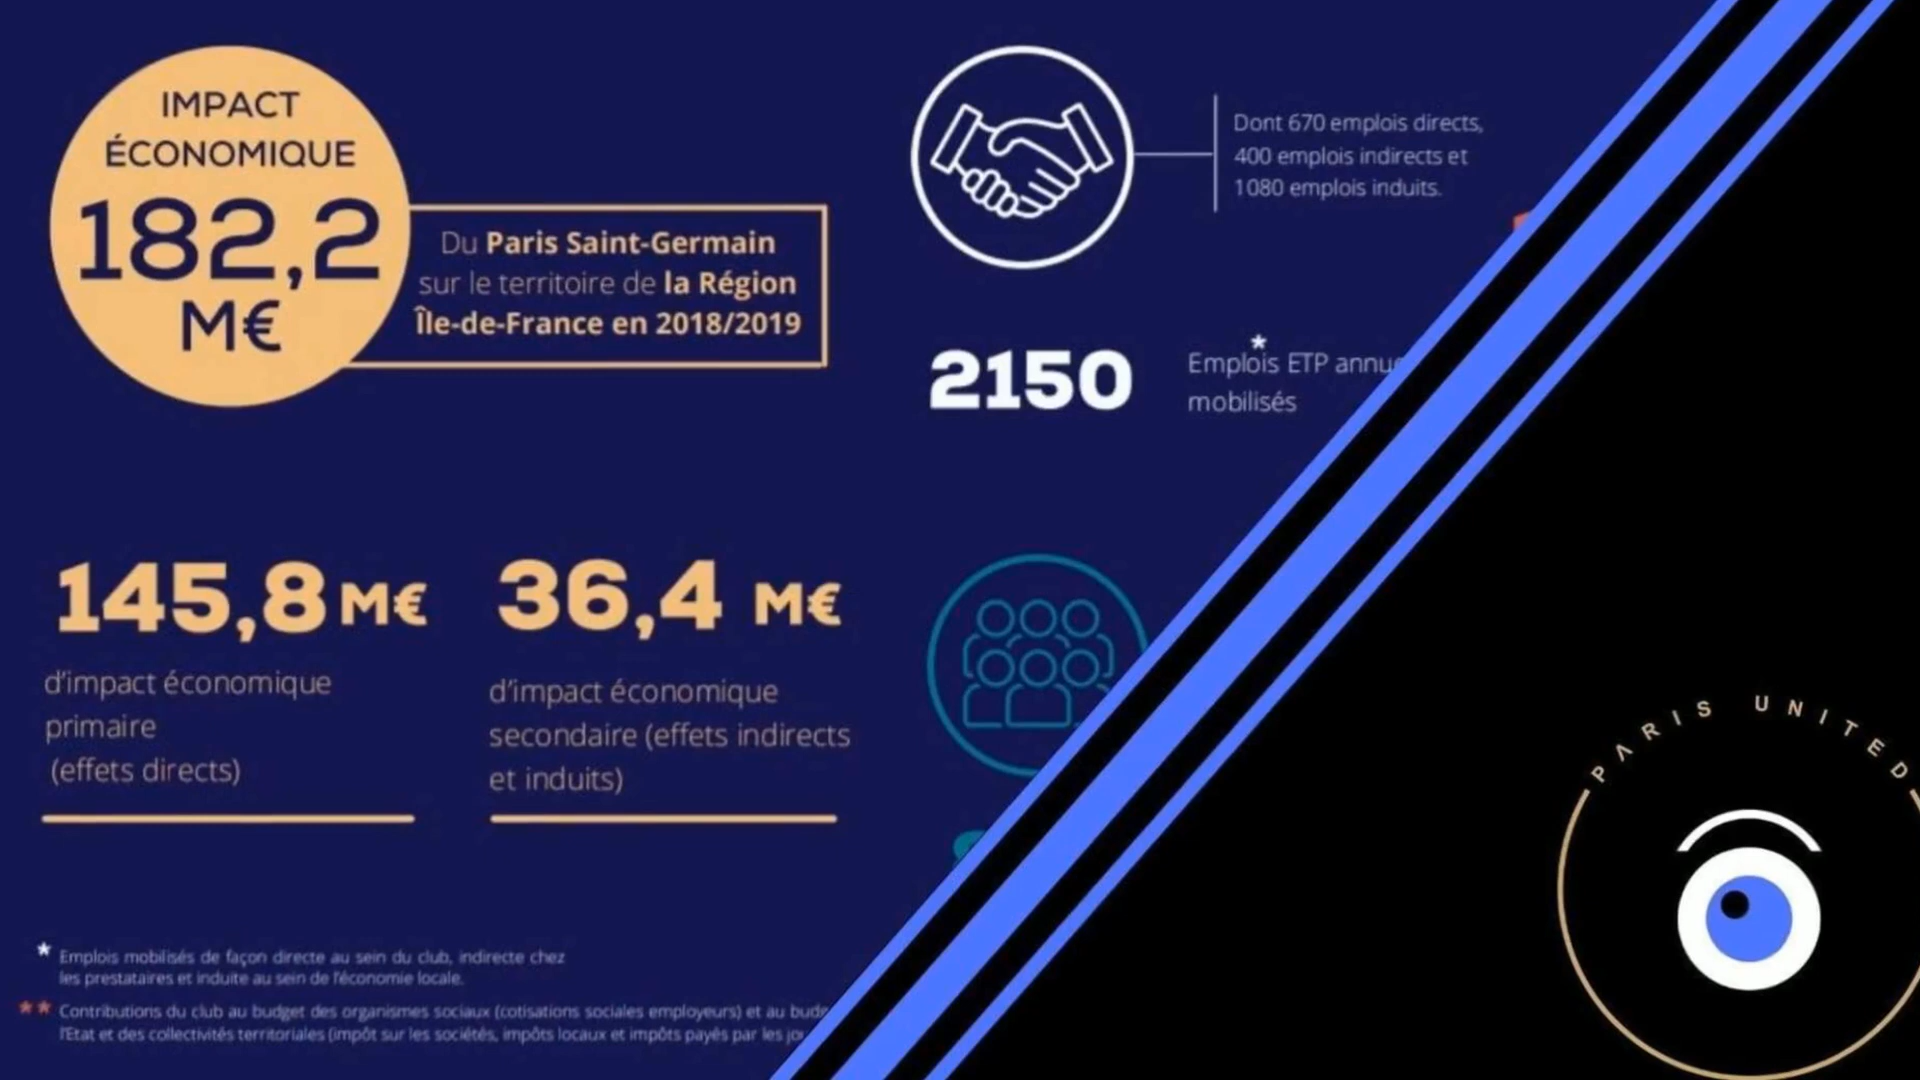 IMPACT
ÉCONOMIQUE
182,2
M€
Du Paris Saint-Germain
sur le territoire de la Région
Île-de-France en 2018/2019
Dont 670 emplois directs,
400 emplois indirects et
1080 emplois induits.
2150
*
Emplois ETP
mobilisés
145,8 M€
d'impact économique
primaire
(effets directs)
36,4 M€
d'impact économique
secondaire (effets indirects
et induits)
* Emplois mobilisés de façon directe au sein du club, indirecte chez
les prestataires et induite au sein de l'économie locale.
** Contributions du club au budget des organismes sociaux (cotisations sociales employeurs) et au
l'Etat et des collectivités territoriales (impôt sur les sociétés, impôts locaux et impôts payés par les
PARIS UNITED